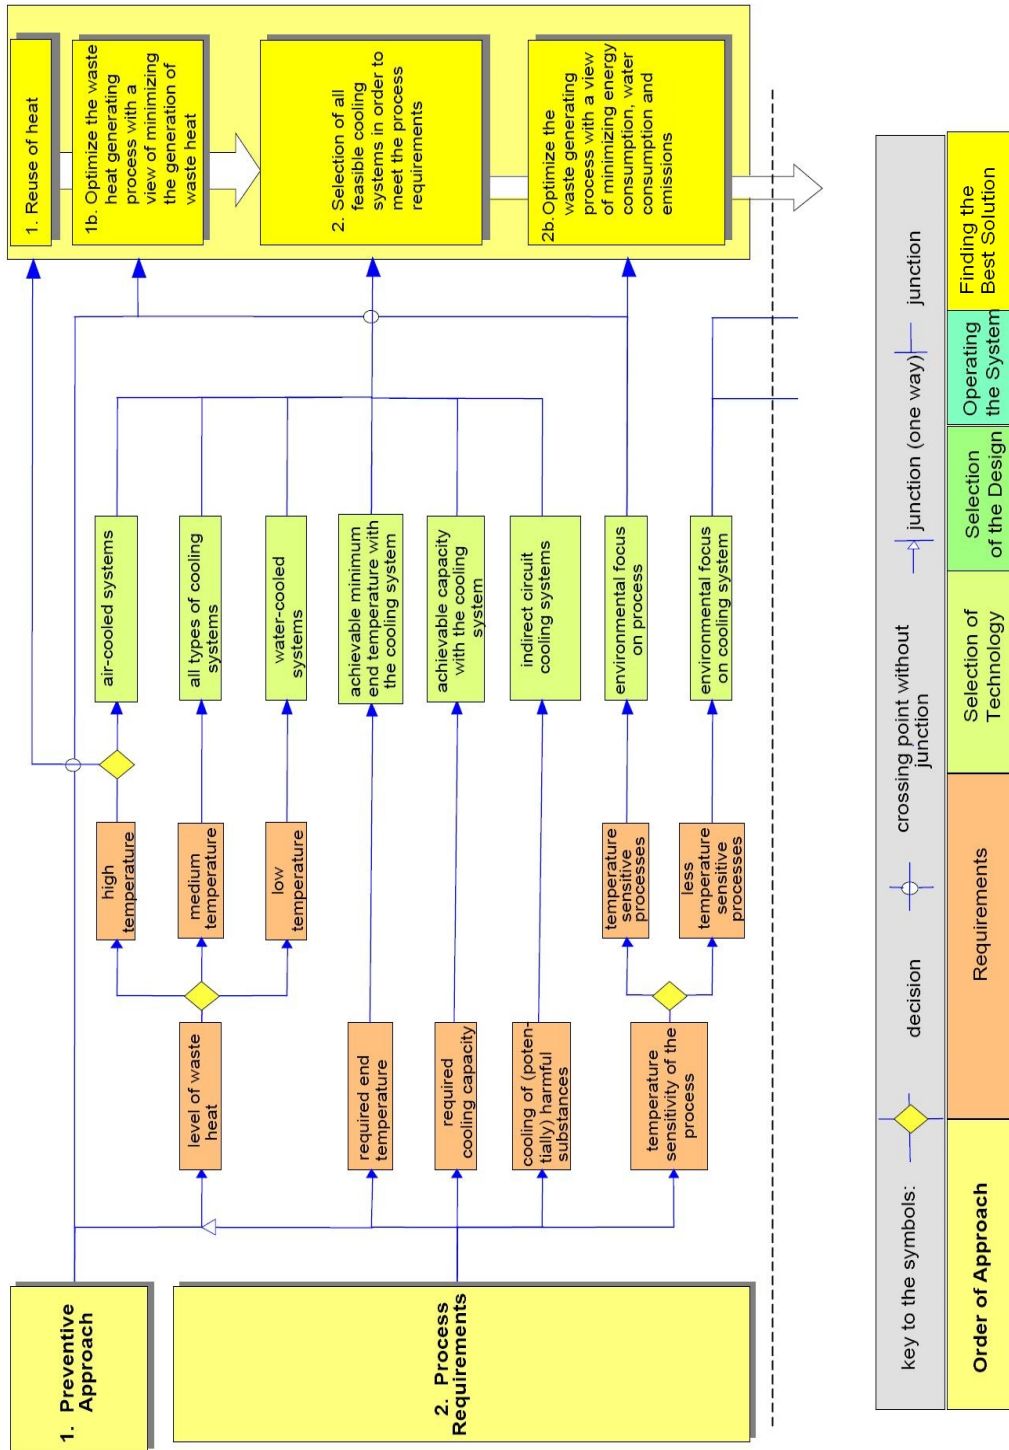 1. Preventive
Approach
2. Process
Requirements
level of waste
heat
required end
temperature
required
cooling capacity
cooling of (poten-
tially) harmful
substances
temperature
sensitivity of the
process
high
temperature
medium
temperature
low
temperature
temperature
sensitive
processes
less
temperature
sensitive
processes
air-cooled systems
all types of cooling
systems
water-cooled
systems
achievable minimum
end temperature with
the cooling system
achievable capacity
with the cooling
system
indirect circuit
cooling systems
environmental focus
on process
environmental focus
on cooling system
1. Reuse of heat
1b. Optimize the waste
heat generating
process with a
view of minimizing
the generation of
waste heat
2. Selection of all
feasible cooling
systems in order to
meet the process
requirements
2b.Optimize the
waste generating
process with a view
of minimizing energy
consumption, water
consumption and
emissions
key to the symbols:
decision
crossing point without
junction
junction (one way)
junction
Order of Approach
Requirements
Selection of
Technology
Selection
of the Design
Operating
the System
Finding the
Best Solution